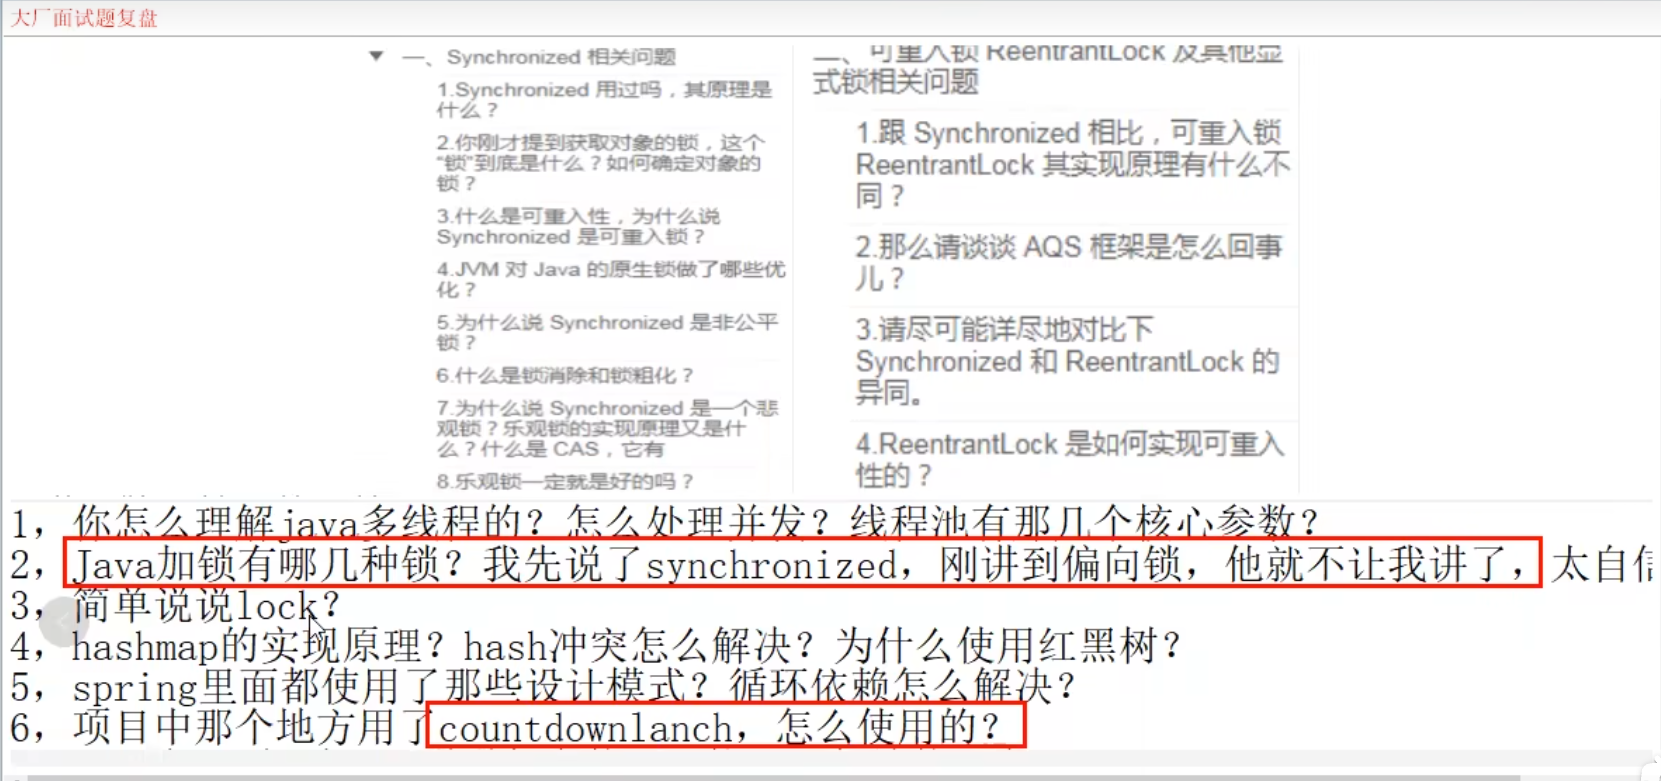 大厂面试题复盘
一、Synchronized 相关问题
1.Synchronized 用过吗，其原理是
什么？
2.你刚才提到获取对象的锁，这个
“锁”到底是什么？如何确定对象的
锁？
3.什么是可重入性，为什么说
Synchronized 是可重入锁？
4.JVM 对 Java 的原生锁做了哪些优
化？
5.为什么说 Synchronized 是非公平
锁？
6.什么是锁消除和锁粗化？
7.为什么说 Synchronized 是一个悲
观锁？乐观锁的实现原理又是什
么？什么是 CAS，它有
8.乐观锁一定就是好的吗？
二、可重入锁 ReentrantLock 及其他显
式锁相关问题
1.跟 Synchronized 相比，可重入锁
ReentrantLock 其实现原理有什么不
同？
2.那么请谈谈 AQS 框架是怎么回事
儿？
3.请尽可能详尽地对比下
Synchronized 和 ReentrantLock 的
异同。
4.ReentrantLock 是如何实现可重入
性的？
1，你怎么理解java多线程的？怎么处理并发？线程池有那几个核心参数？
2，Java加锁有哪几种锁？我先说了synchronized，刚讲到偏向锁，他就不让我讲了，太自信
3，简单说说lock？
4，hashmap的实现原理？hash冲突怎么解决？为什么使用红黑树？
5，spring里面都使用了那些设计模式？循环依赖怎么解决？
6，项目中那个地方用了countdownlanch，怎么使用的？